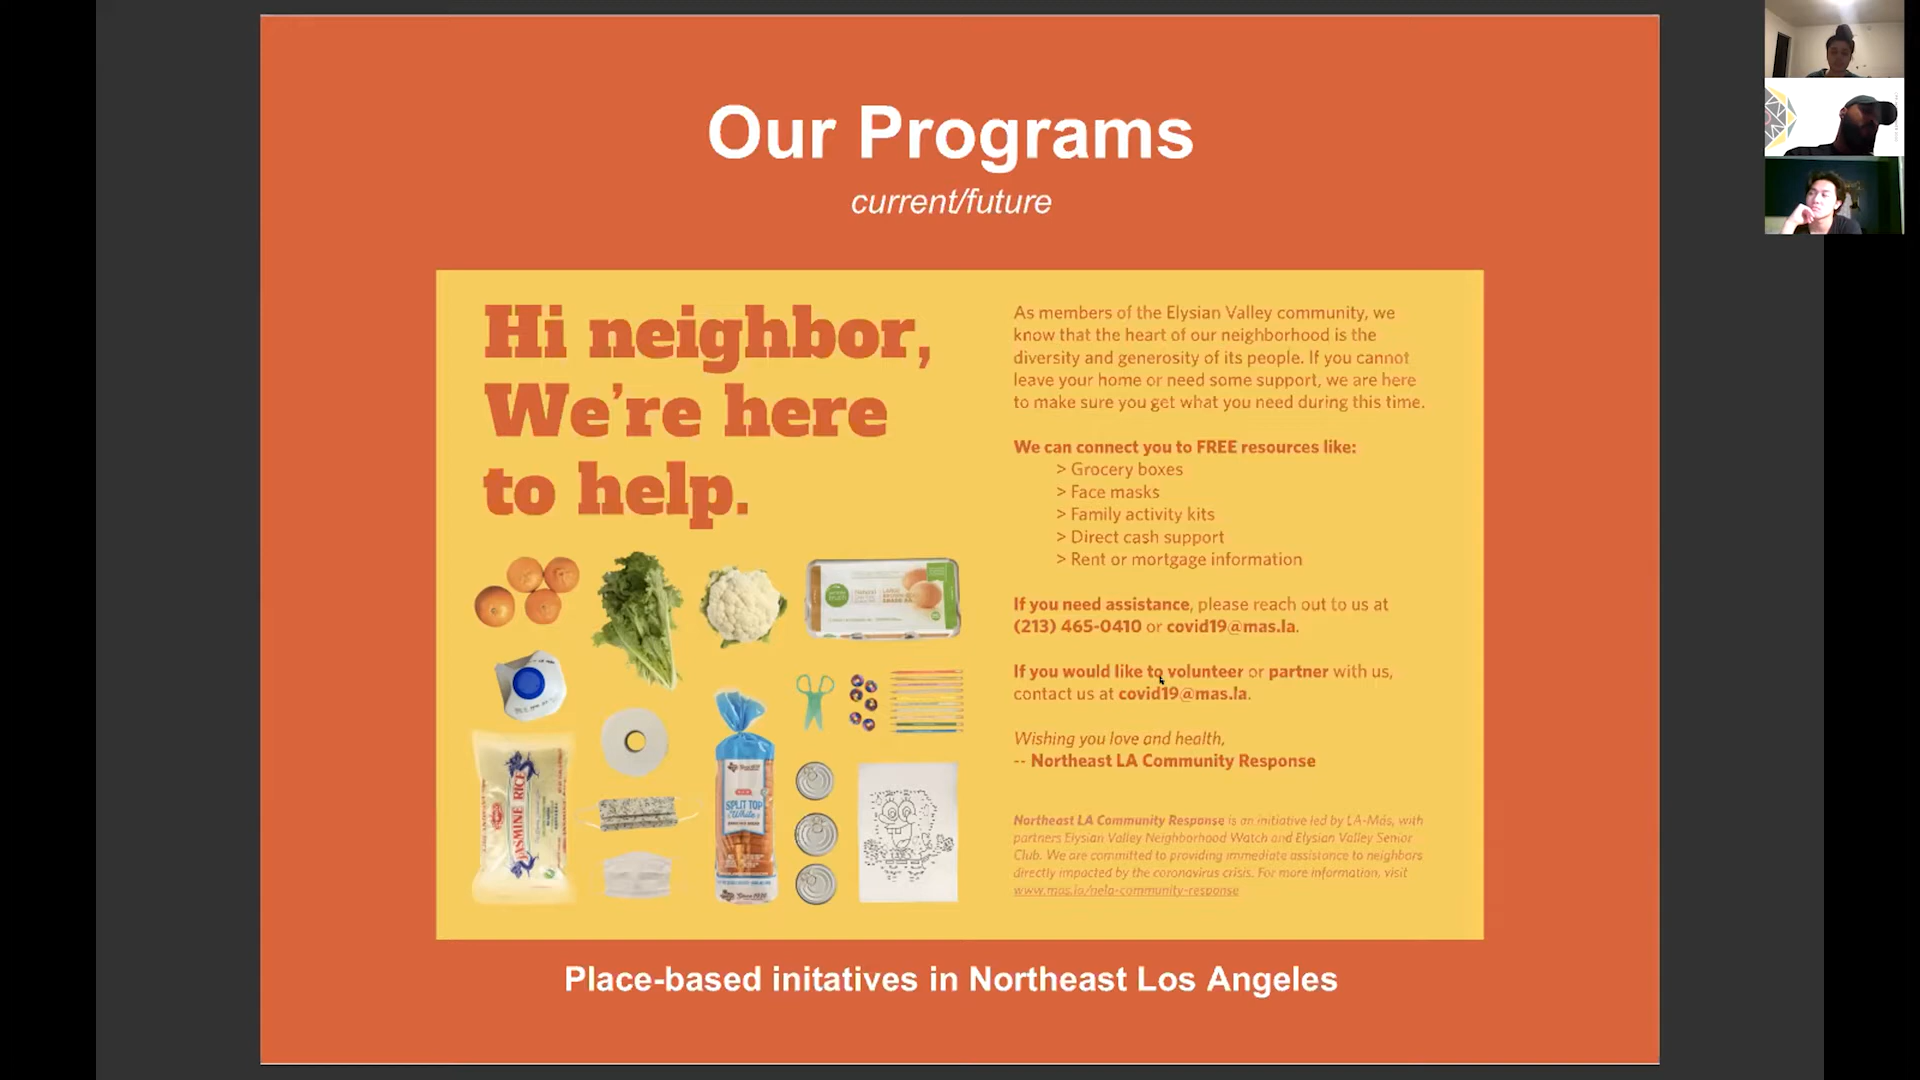 Our Programs
current/future
Hi neighbor,
We're here
to help.
As members of the Elysian Valley community, we
know that the heart of our neighborhood is the
diversity and generosity of its people. If you cannot
leave your home or need some support, we are here
to make sure you get what you need during this time.
We can connect you to FREE resources like:
> Grocery boxes
> Face masks
> Family activity kits
> Direct cash support
> Rent or mortgage information
If you need assistance, please reach out to us at
(213) 465-0410 or covid19@mas.la.
If you would like to volunteer or partner with us,
contact us at covid19@mas.la.
Wishing you love and health,
-- Northeast LA Community Response
Northeast LA Community Response is an initiative led by LA-Más, with
partners Elysian Valley Neighborhood Watch and Elysian Valley Senior
Club. We are committed to providing immediate assistance to neighbors
directly impacted by the coronavirus crisis. For more information, visit
www.mas.la/nela-community-response
JASMINE RICE
SPLIT TOP
White
Place-based initatives in Northeast Los Angeles